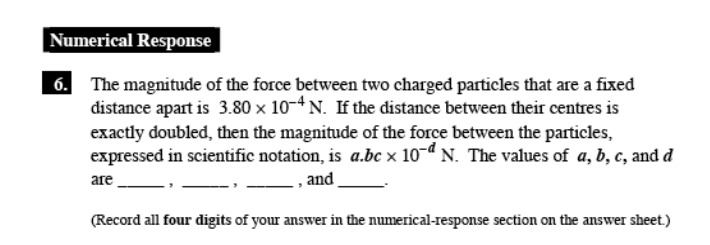 Numerical Response
6. The magnitude of the force between two charged particles that are a fixed
distance apart is 3.80 × 10⁻⁴ N. If the distance between their centres is
exactly doubled, then the magnitude of the force between the particles,
expressed in scientific notation, is a.bc × 10⁻ᵈ N. The values of a, b, c, and d
are _____ , _____ , _____ , and _____.
(Record all four digits of your answer in the numerical-response section on the answer sheet.)